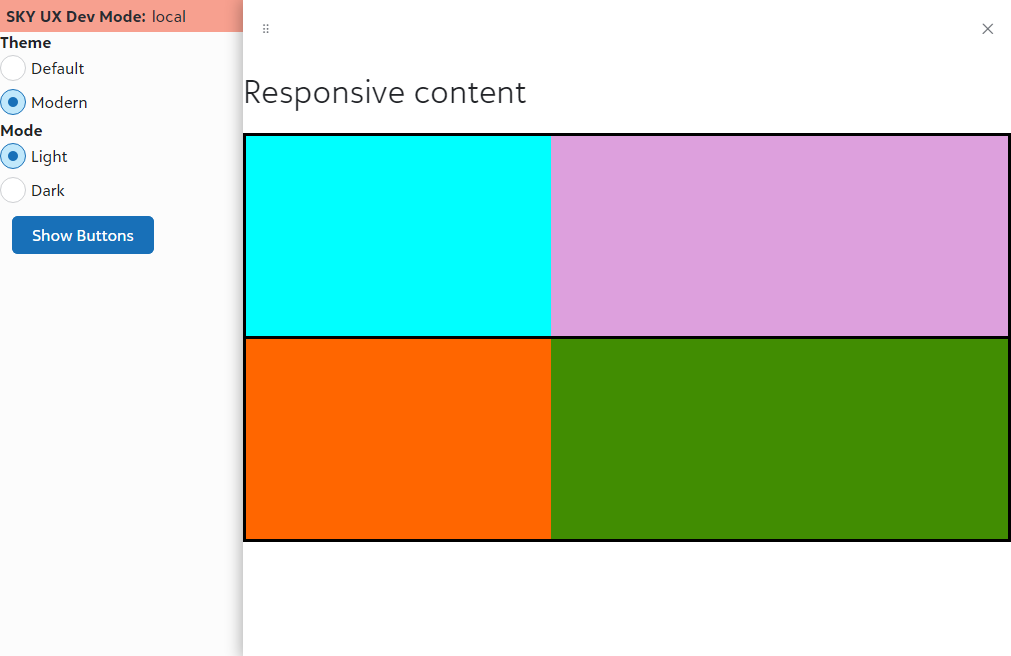 SKY UX Dev Mode: local
Theme
Default
Modern
Mode
Light
Dark
Show Buttons
Responsive content